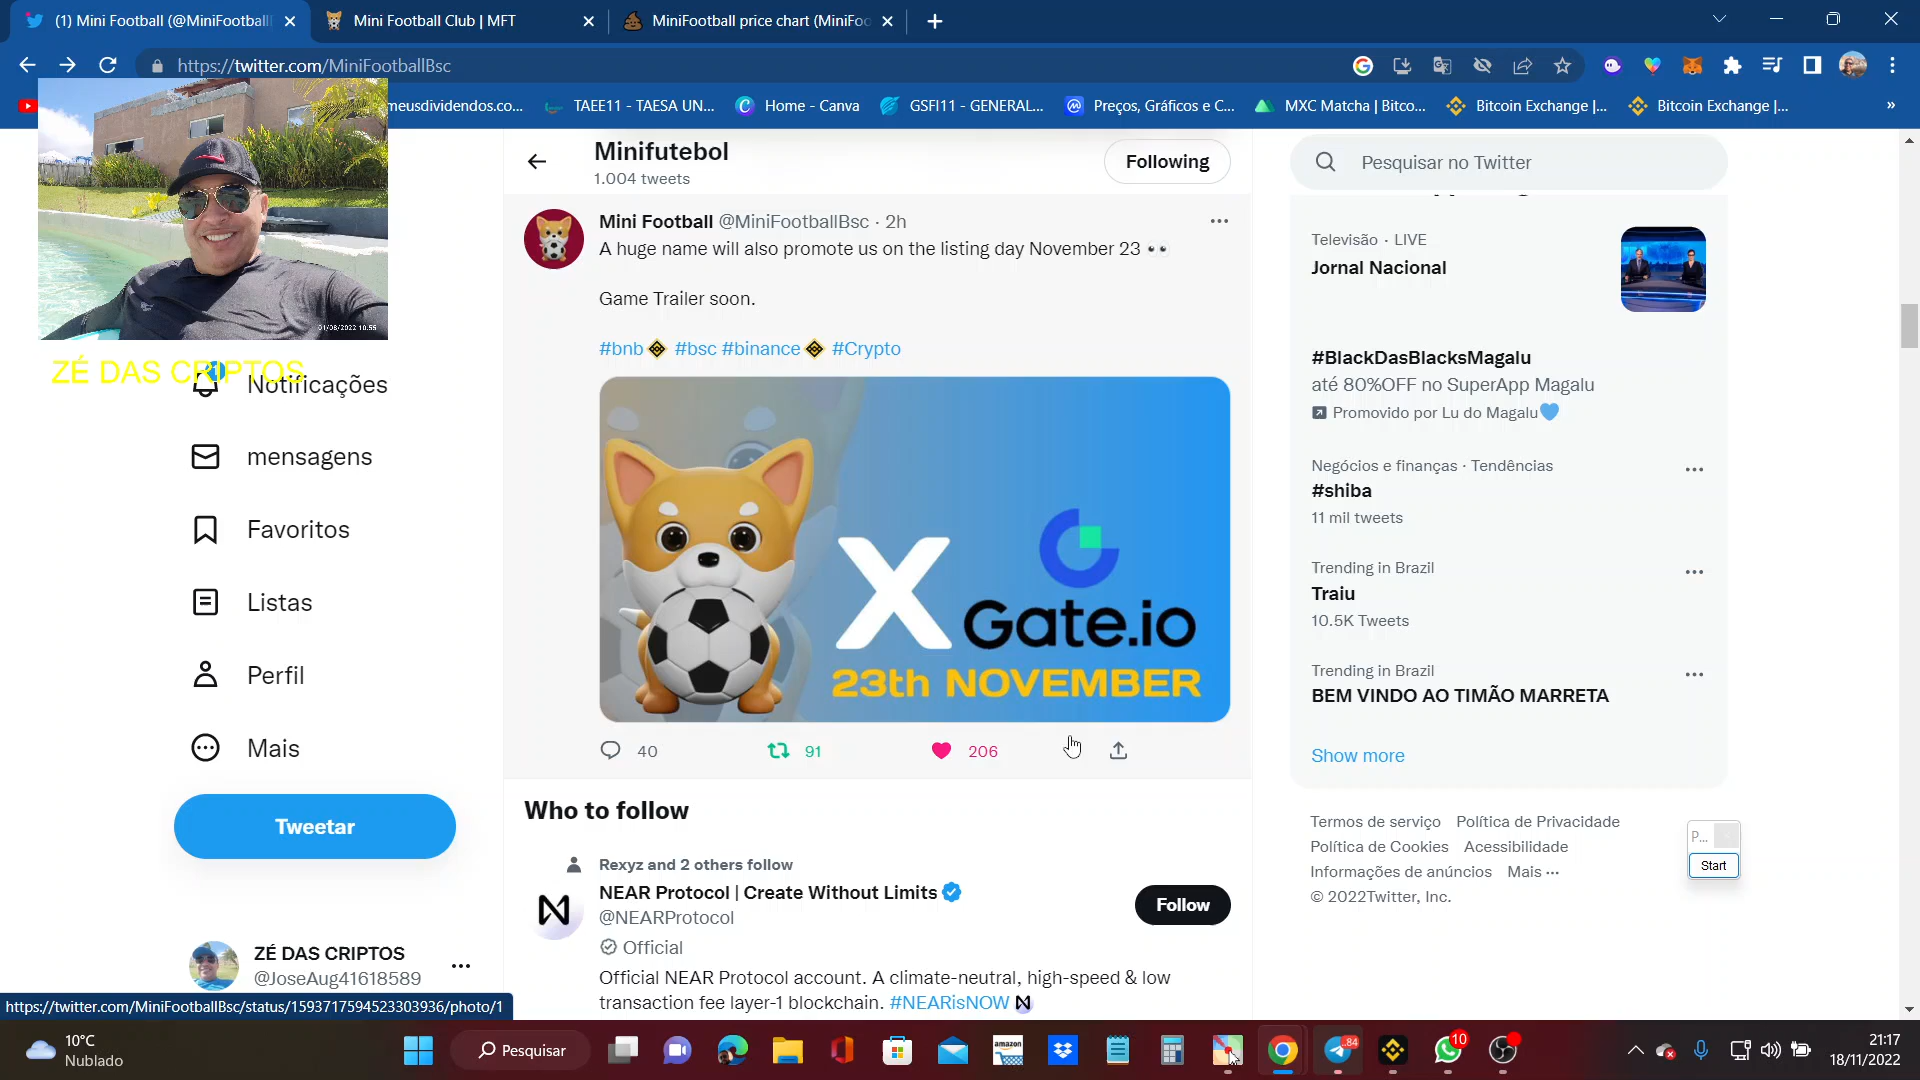 (1) Mini Football (@MiniFootball
Mini Football Club | MFT
MiniFootball price chart (MiniFoo
https://twitter.com/MiniFootballBsc
meusdividendos.co...
TAEE11 - TAESA UN...
Home - Canva
GSFI11 - GENERAL...
Preços, Gráficos e C...
MXC Matcha | Bitco...
Bitcoin Exchange |...
Bitcoin Exchange |...
»
01/08/2022 10:55
ZÉ DAS CRIPTOS
1
Notificações
mensagens
Favoritos
Listas
Perfil
Mais
Tweetar
ZÉ DAS CRIPTOS
@JoseAug41618589
https://twitter.com/MiniFootballBsc/status/1593717594523303936/photo/1
Minifutebol
1.004 tweets
Following
Mini Football @MiniFootballBsc · 2h
A huge name will also promote us on the listing day November 23 👀
Game Trailer soon.
#bnb #bsc #binance #Crypto
X Gate.io
23th NOVEMBER
40 91 206
Who to follow
Rexyz and 2 others follow
NEAR Protocol | Create Without Limits
@NEARProtocol
Follow
Official
Official NEAR Protocol account. A climate-neutral, high-speed & low
transaction fee layer-1 blockchain. #NEARisNOW
Pesquisar no Twitter
Televisão · LIVE
Jornal Nacional
#BlackDasBlacksMagalu
até 80%OFF no SuperApp Magalu
Promovido por Lu do Magalu💙
Negócios e finanças · Tendências
#shiba
11 mil tweets
Trending in Brazil
Traiu
10.5K Tweets
Trending in Brazil
BEM VINDO AO TIMÃO MARRETA
Show more
Termos de serviço Política de Privacidade
Política de Cookies Acessibilidade
Informações de anúncios Mais ···
© 2022Twitter, Inc.
P...
Start
10°C
Nublado
Pesquisar
amazon
84
10
21:17
18/11/2022